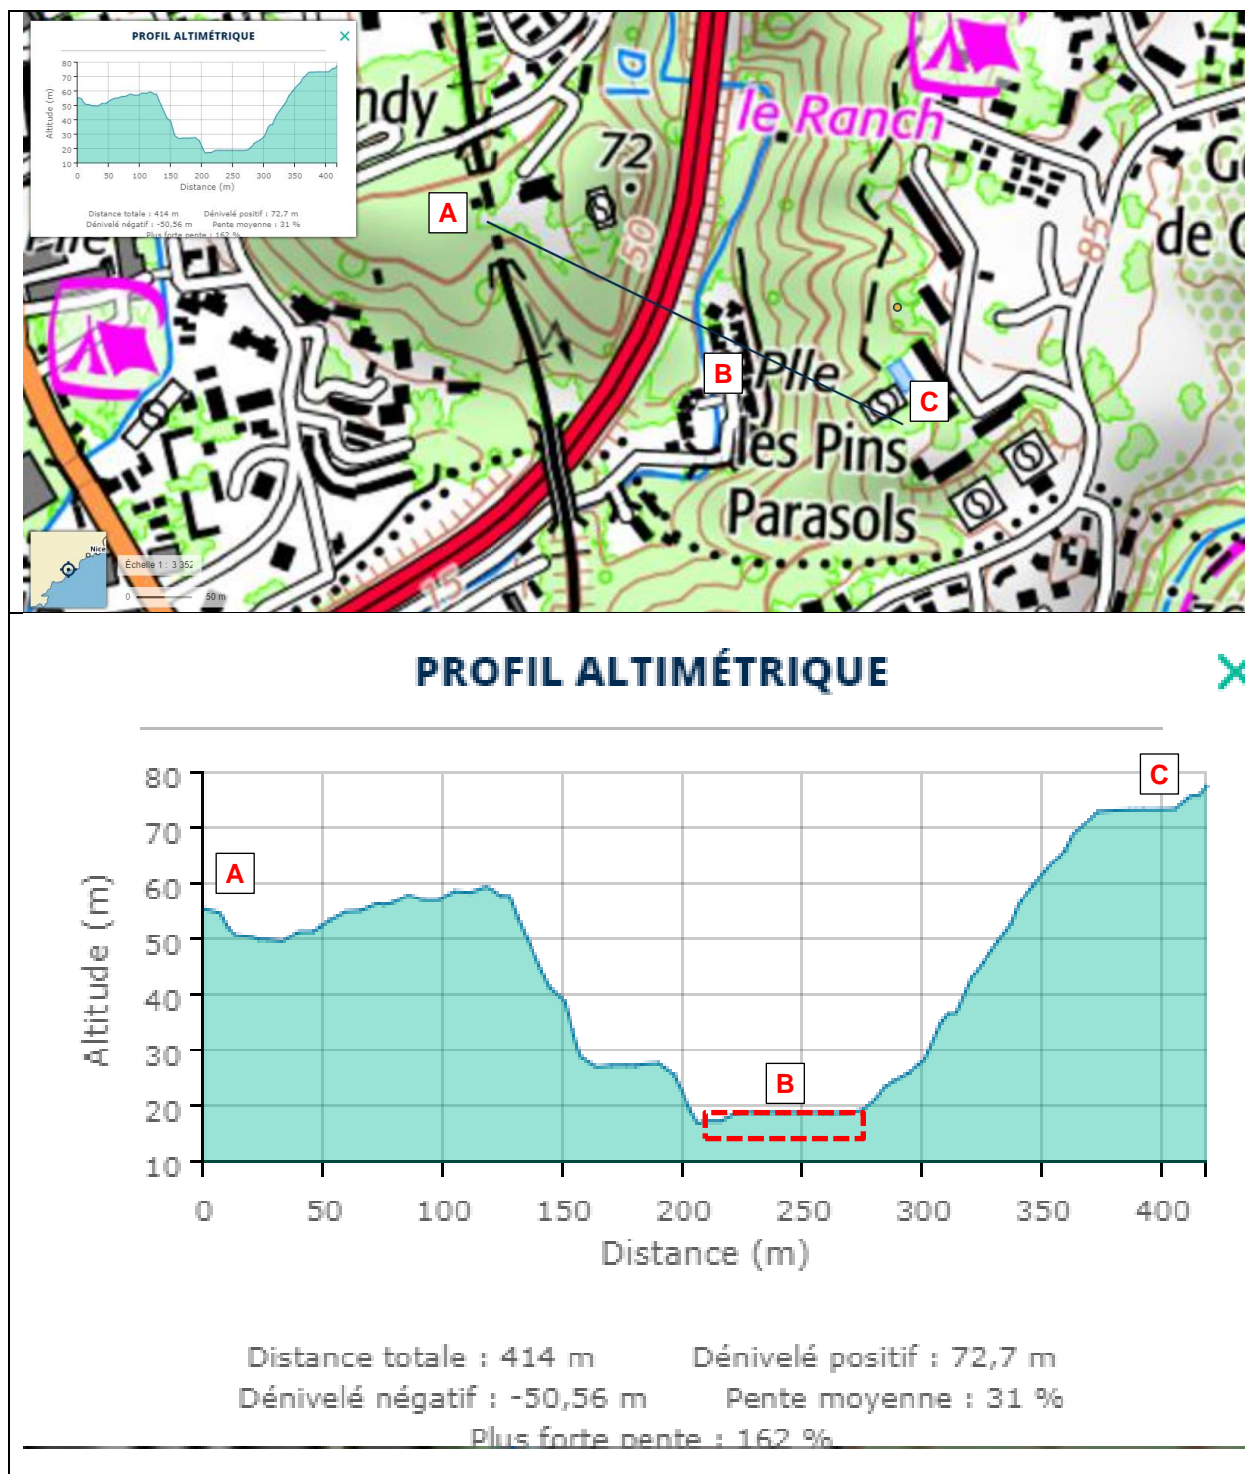 PROFIL ALTIMÉTRIQUE
Altitude (m)
80
70
60
50
40
30
20
10
0 50 100 150 200 250 300 350 400
Distance (m)
Distance totale : 414 m Dénivelé positif : 72,7 m
Dénivelé négatif : -50,56 m Pente moyenne : 31 %
Plus forte pente : 162 %
ndy
la
le Ranch
72
A
50
85
de
B
Plle
C
les Pins
Parasols
15
Nice
Échelle 1 : 3 352
0 50 m
PROFIL ALTIMÉTRIQUE
Altitude (m)
80
70
60
50
40
30
20
10
A
B
C
0 50 100 150 200 250 300 350 400
Distance (m)
Distance totale : 414 m Dénivelé positif : 72,7 m
Dénivelé négatif : -50,56 m Pente moyenne : 31 %
Plus forte pente : 162 %